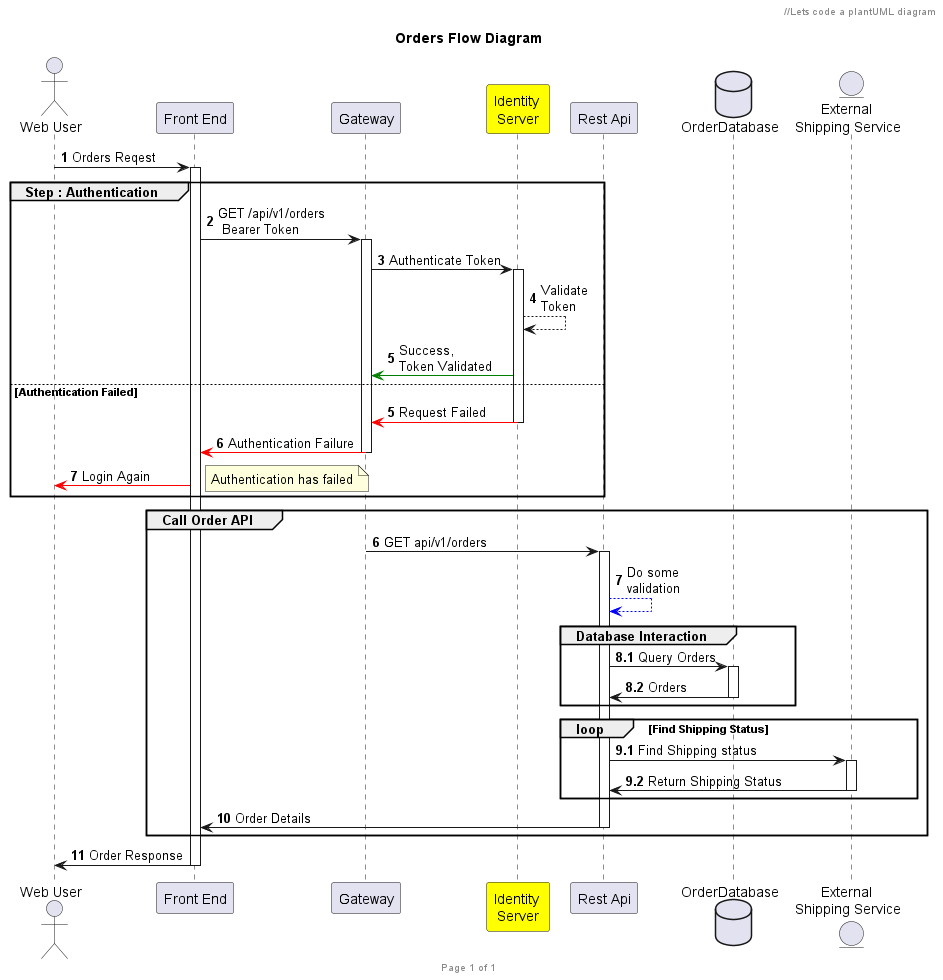 //Lets code a plantUML diagram
Orders Flow Diagram
Web User
Front End
Gateway
Identity
Server
Rest Api
OrderDatabase
External
Shipping Service
1 Orders Reqest
Step : Authentication
2 GET /api/v1/orders
Bearer Token
3 Authenticate Token
4 Validate
Token
5 Success,
Token Validated
[Authentication Failed]
5 Request Failed
6 Authentication Failure
7 Login Again
Authentication has failed
Call Order API
6 GET api/v1/orders
7 Do some
validation
Database Interaction
8.1 Query Orders
8.2 Orders
loop [Find Shipping Status]
9.1 Find Shipping status
9.2 Return Shipping Status
10 Order Details
11 Order Response
Web User
Front End
Gateway
Identity
Server
Rest Api
OrderDatabase
External
Shipping Service
Page 1 of 1